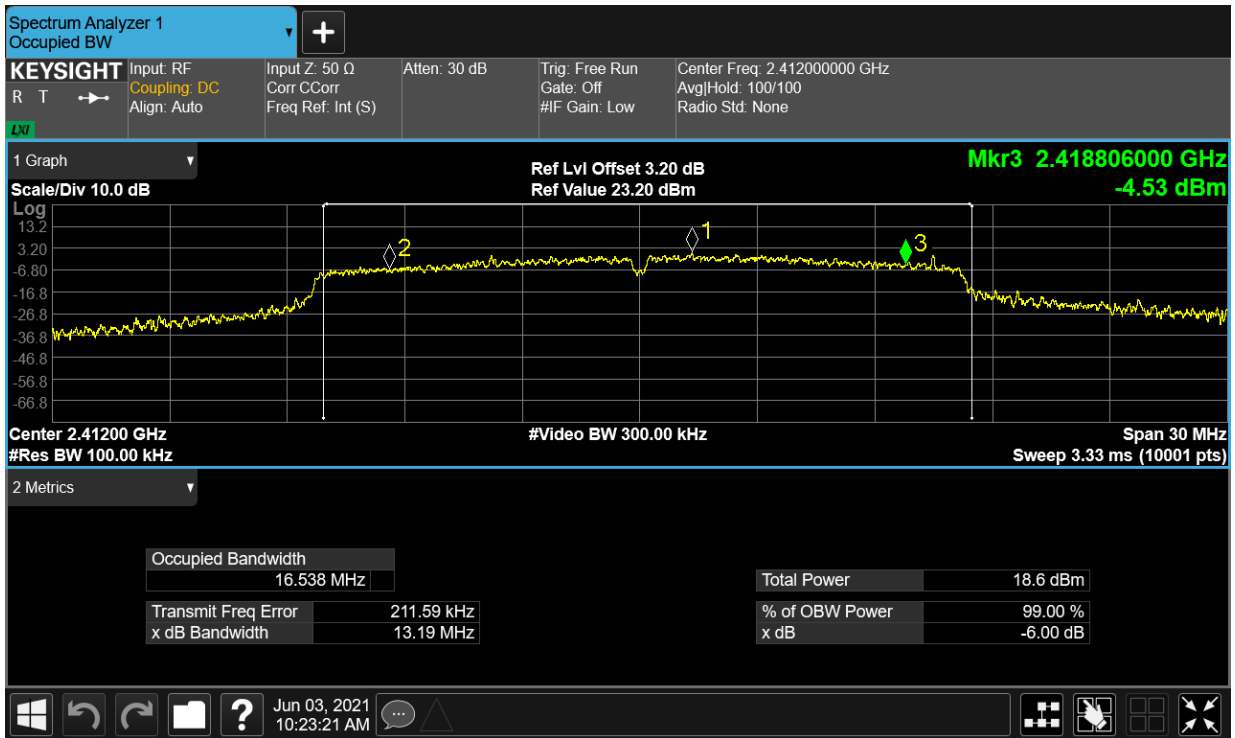 Spectrum Analyzer 1
Occupied BW
KEYSIGHT
R T
LXI
Input: RF
Coupling: DC
Align: Auto
Input Z: 50 Ω
Corr CCorr
Freq Ref: Int (S)
Atten: 30 dB
Trig: Free Run
Gate: Off
#IF Gain: Low
Center Freq: 2.412000000 GHz
Avg|Hold: 100/100
Radio Std: None
1 Graph
Scale/Div 10.0 dB
Ref Lvl Offset 3.20 dB
Ref Value 23.20 dBm
Mkr3 2.418806000 GHz
-4.53 dBm
Log
13.2
3.20
-6.80
-16.8
-26.8
-36.8
-46.8
-56.8
-66.8
2
1
3
Center 2.41200 GHz
#Res BW 100.00 kHz
#Video BW 300.00 kHz
Span 30 MHz
Sweep 3.33 ms (10001 pts)
2 Metrics
Occupied Bandwidth
16.538 MHz
Transmit Freq Error 211.59 kHz
x dB Bandwidth 13.19 MHz
Total Power 18.6 dBm
% of OBW Power 99.00 %
x dB -6.00 dB
?
Jun 03, 2021
10:23:21 AM